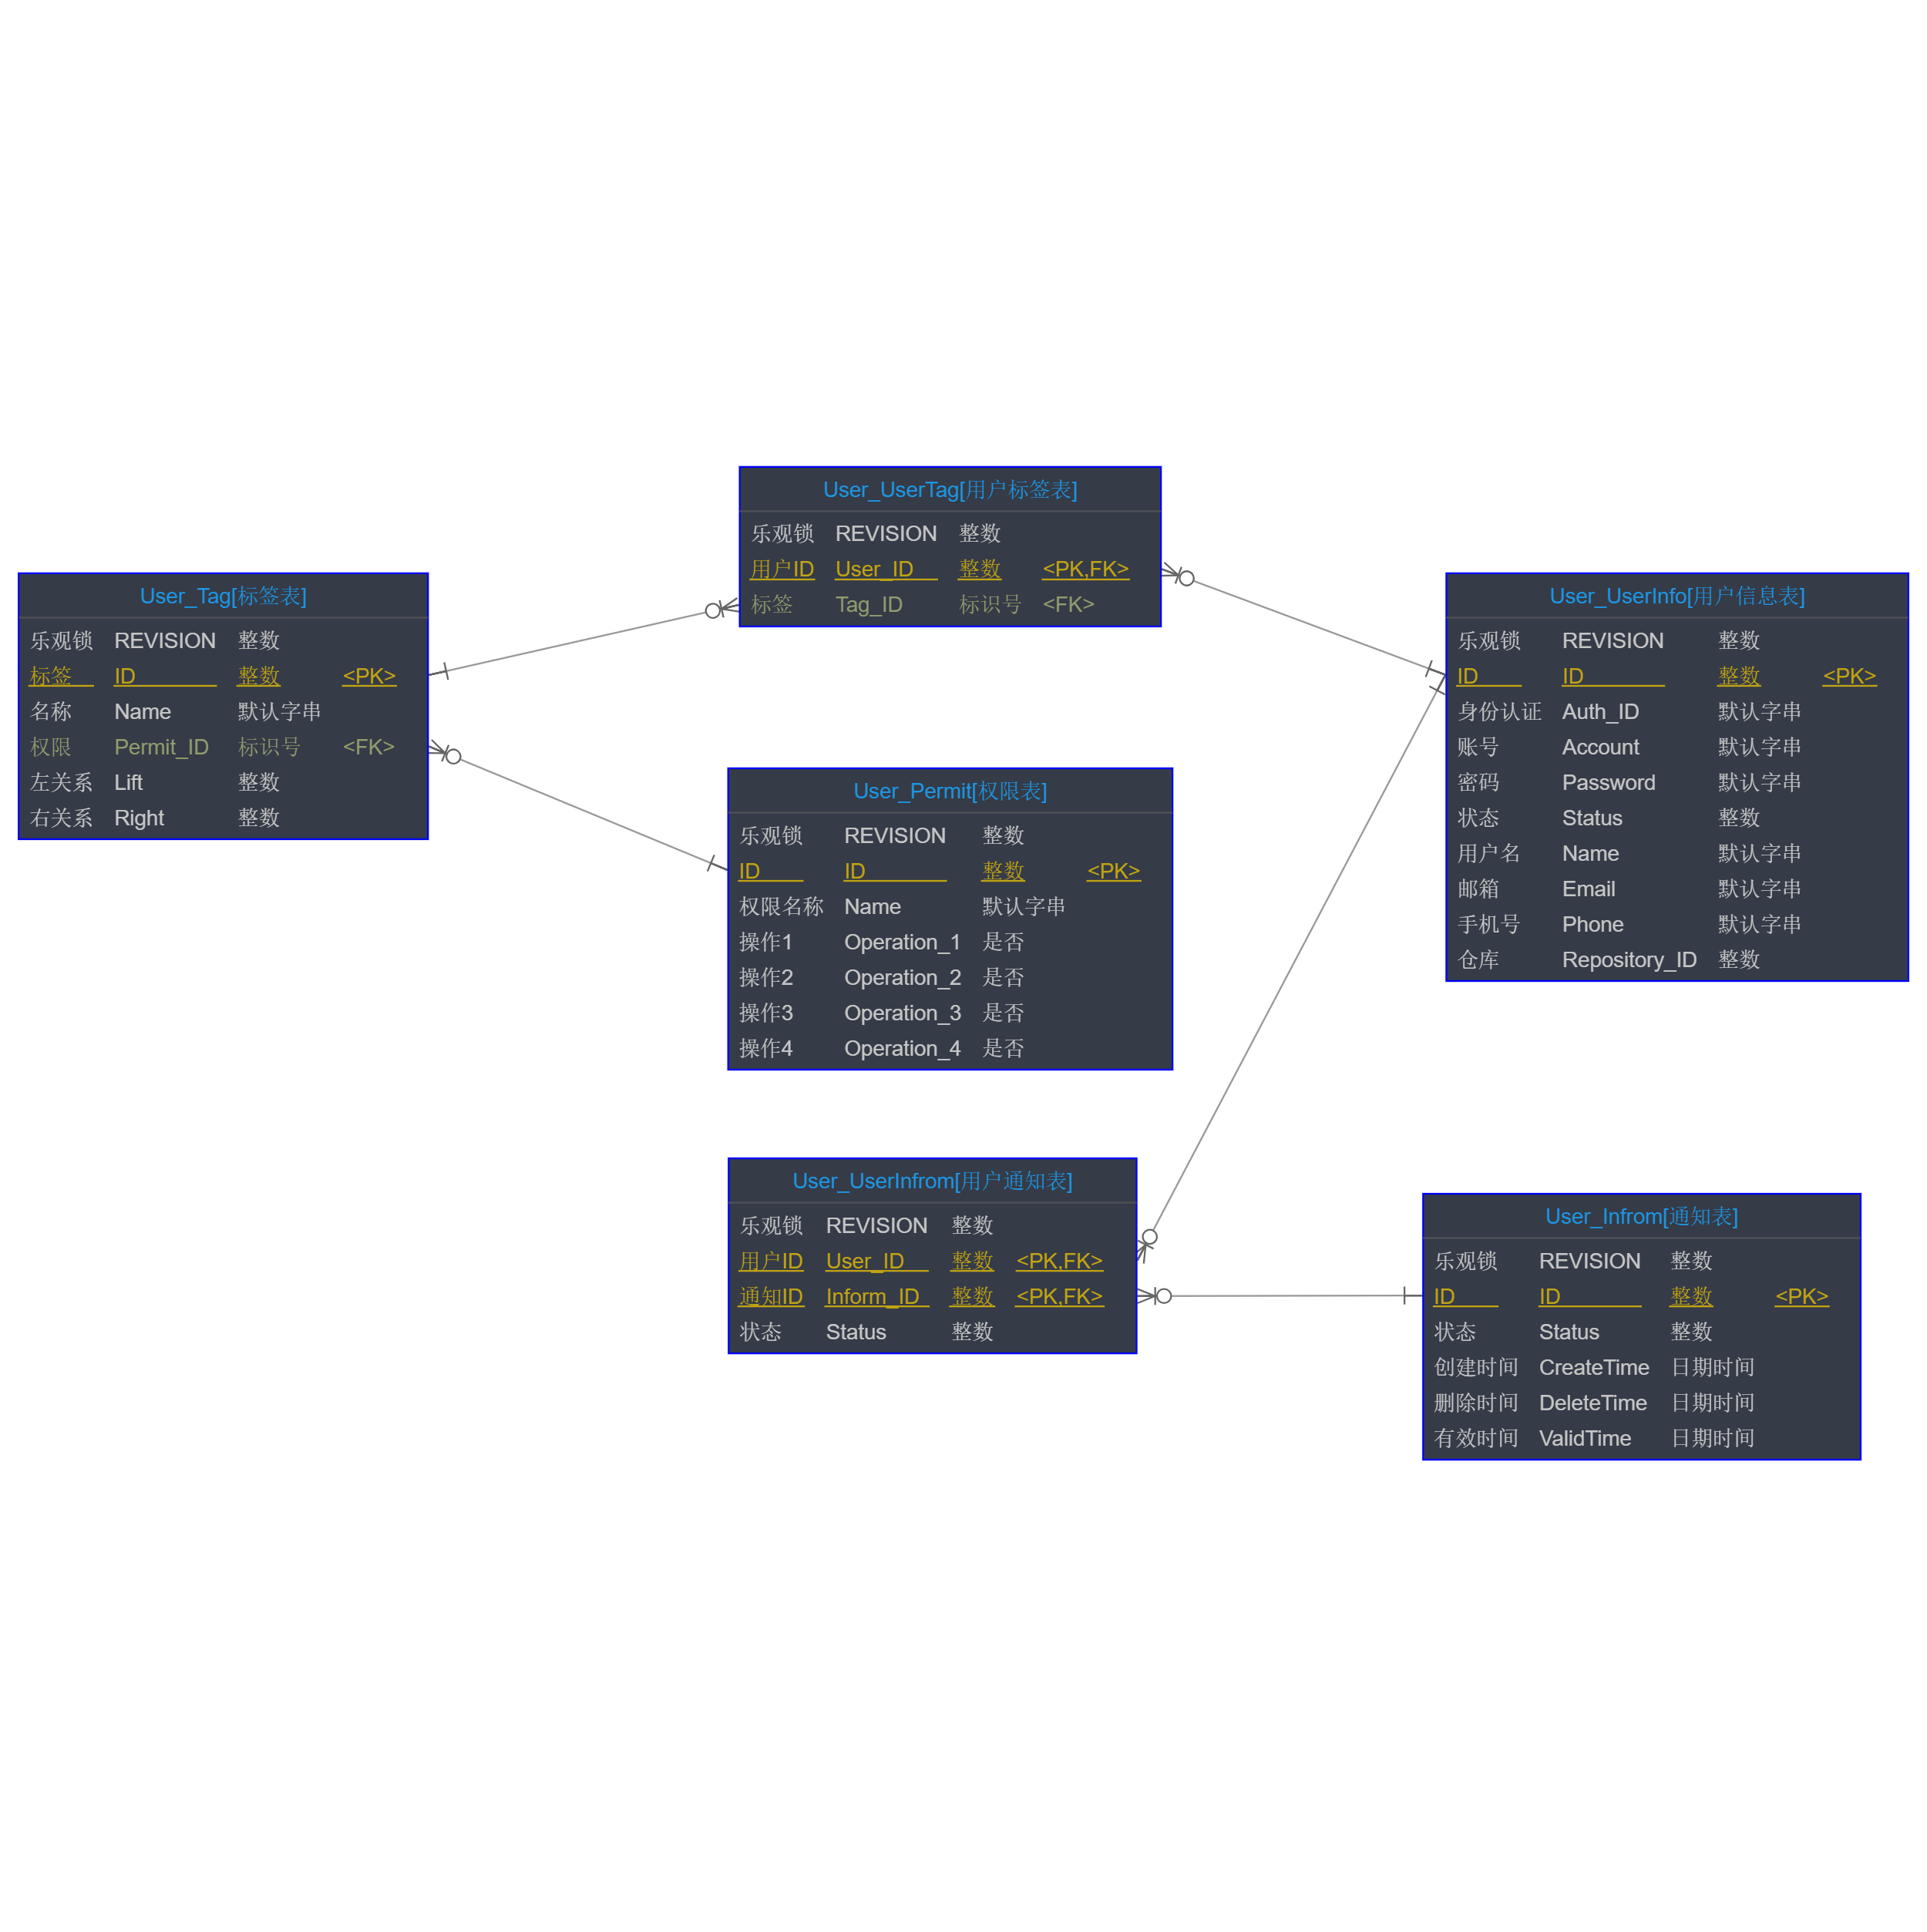 User_UserTag[用户标签表]
乐观锁 REVISION 整数
用户ID User_ID 整数 <PK,FK>
标签 Tag_ID 标识号 <FK>
User_Tag[标签表]
乐观锁 REVISION 整数
标签 ID 整数 <PK>
名称 Name 默认字串
权限 Permit_ID 标识号 <FK>
左关系 Lift 整数
右关系 Right 整数
User_UserInfo[用户信息表]
乐观锁 REVISION 整数
ID ID 整数 <PK>
身份认证 Auth_ID 默认字串
账号 Account 默认字串
密码 Password 默认字串
状态 Status 整数
用户名 Name 默认字串
邮箱 Email 默认字串
手机号 Phone 默认字串
仓库 Repository_ID 整数
User_Permit[权限表]
乐观锁 REVISION 整数
ID ID 整数 <PK>
权限名称 Name 默认字串
操作1 Operation_1 是否
操作2 Operation_2 是否
操作3 Operation_3 是否
操作4 Operation_4 是否
User_UserInfrom[用户通知表]
乐观锁 REVISION 整数
用户ID User_ID 整数 <PK,FK>
通知ID Inform_ID 整数 <PK,FK>
状态 Status 整数
User_Infrom[通知表]
乐观锁 REVISION 整数
ID ID 整数 <PK>
状态 Status 整数
创建时间 CreateTime 日期时间
删除时间 DeleteTime 日期时间
有效时间 ValidTime 日期时间